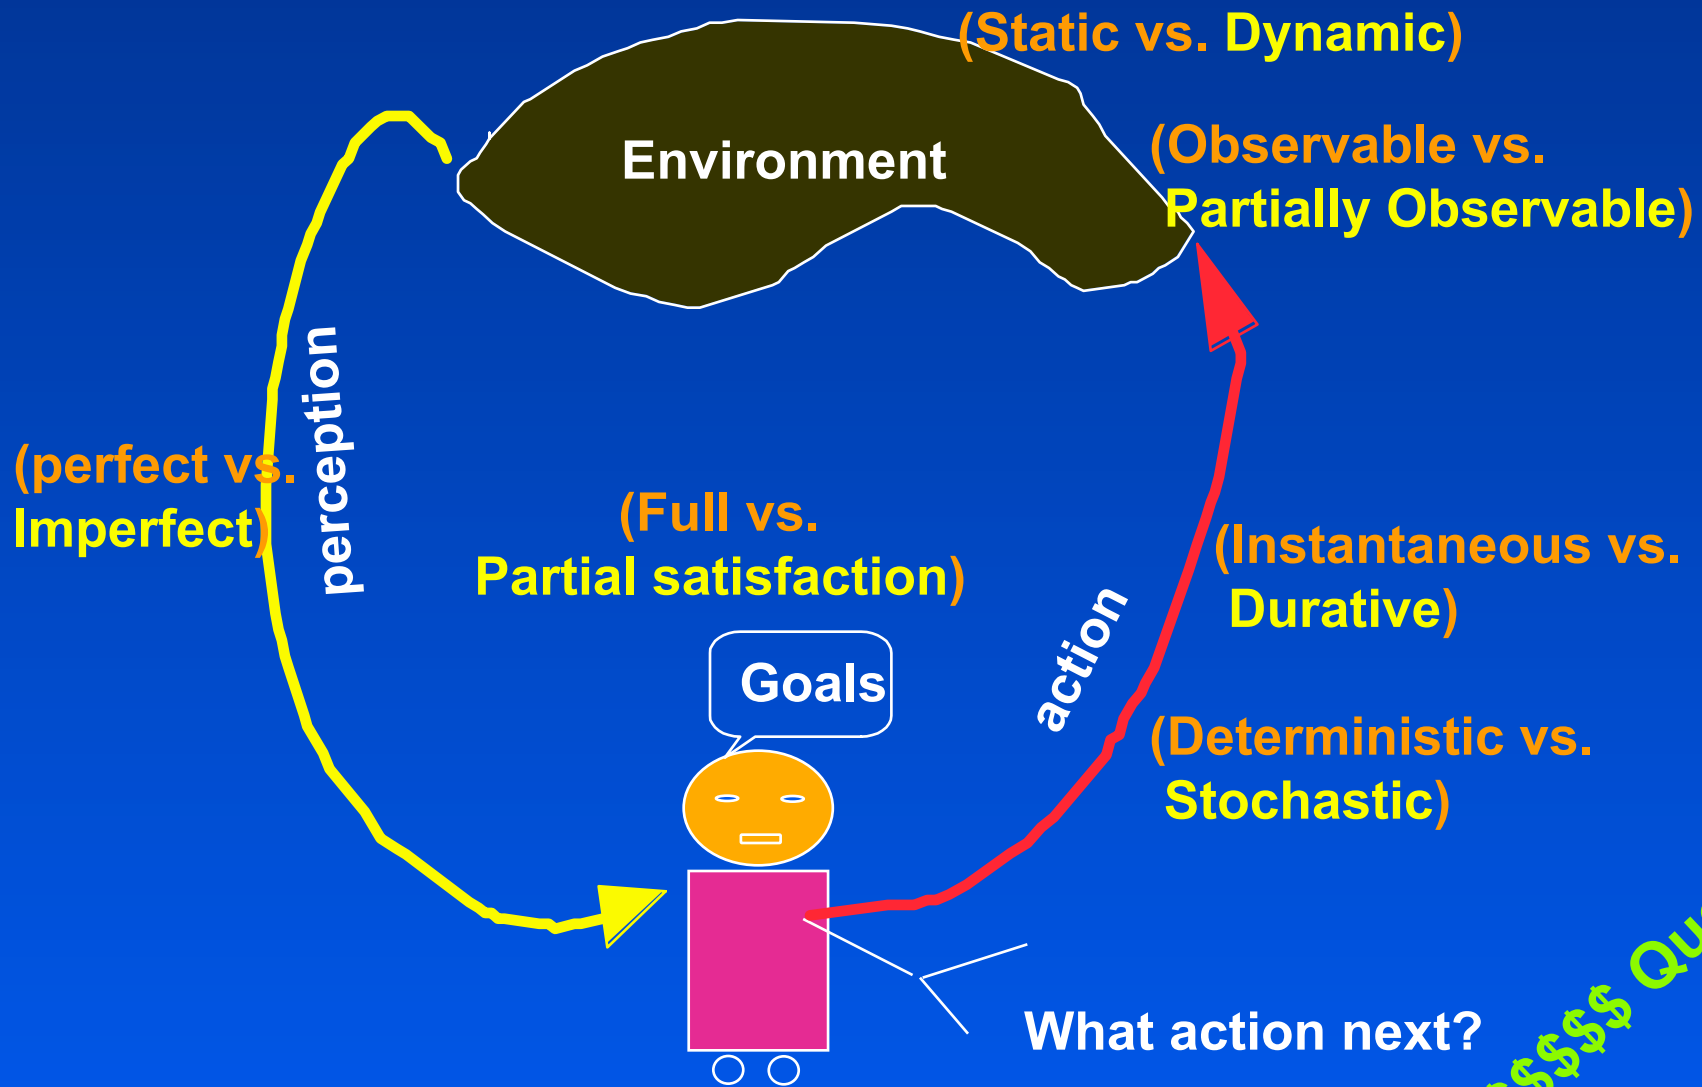 (Static vs. Dynamic)
Environment
(Observable vs.
Partially Observable)
perception
(perfect vs.
Imperfect)
(Full vs.
Partial satisfaction)
(Instantaneous vs.
Durative)
action
Goals
(Deterministic vs.
Stochastic)
What action next?